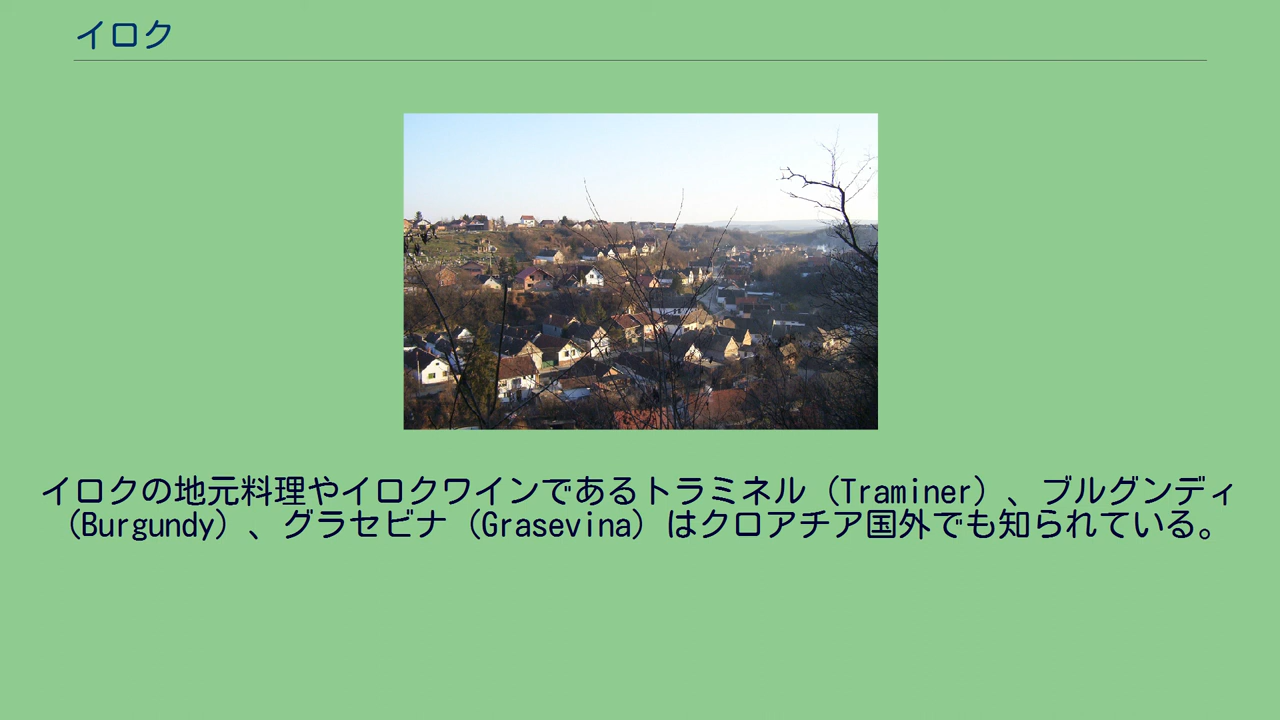 イロク
イロクの地元料理やイロクワインであるトラミネル（Traminer）、ブルグンディ
（Burgundy）、グラセビナ（Grasevina）はクロアチア国外でも知られている。